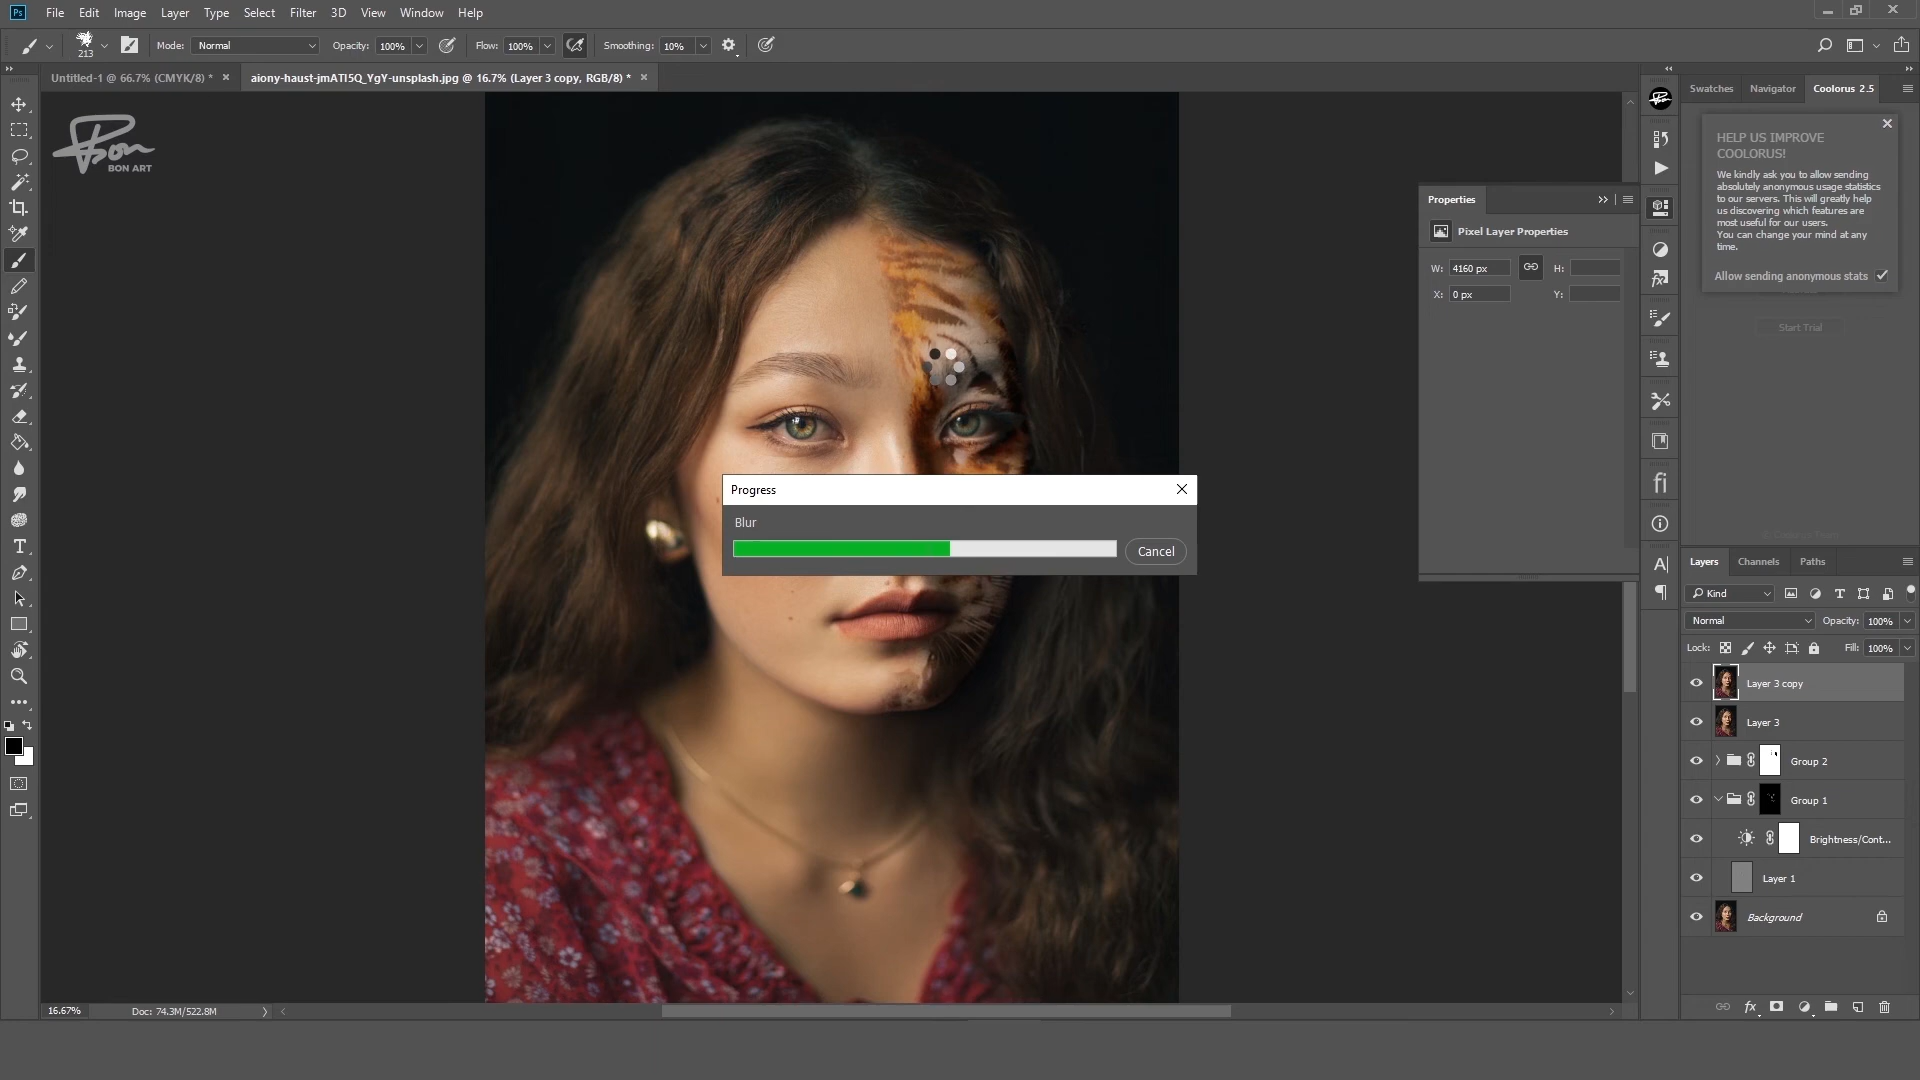 Ps File Edit Image Layer Type Select Filter 3D View Window Help
213 Mode: Normal Opacity: 100% Flow: 100% Smoothing: 10%
Untitled-1 @ 66.7% (CMYK/8) * × aiony-haust-jmATI5Q_YgY-unsplash.jpg @ 16.7% (Layer 3 copy, RGB/8) * ×
Bon
BON ART
Swatches Navigator Coolorus 2.5
HELP US IMPROVE
COOLORUS!
We kindly ask you to allow sending
absolutely anonymous usage statistics
to our servers. This will greatly help
us discovering which features are
most useful for our users.
You can change your mind at any
time.
Allow sending anonymous stats
Start Trial
Properties
Pixel Layer Properties
W: 4160 px H:
X: 0 px Y:
Progress
Blur
Cancel
Layers Channels Paths
Kind
Normal Opacity: 100%
Lock: Fill: 100%
Layer 3 copy
Layer 3
Group 2
Group 1
Brightness/Cont...
Layer 1
Background
fx
16.67% Doc: 74.3M/522.8M